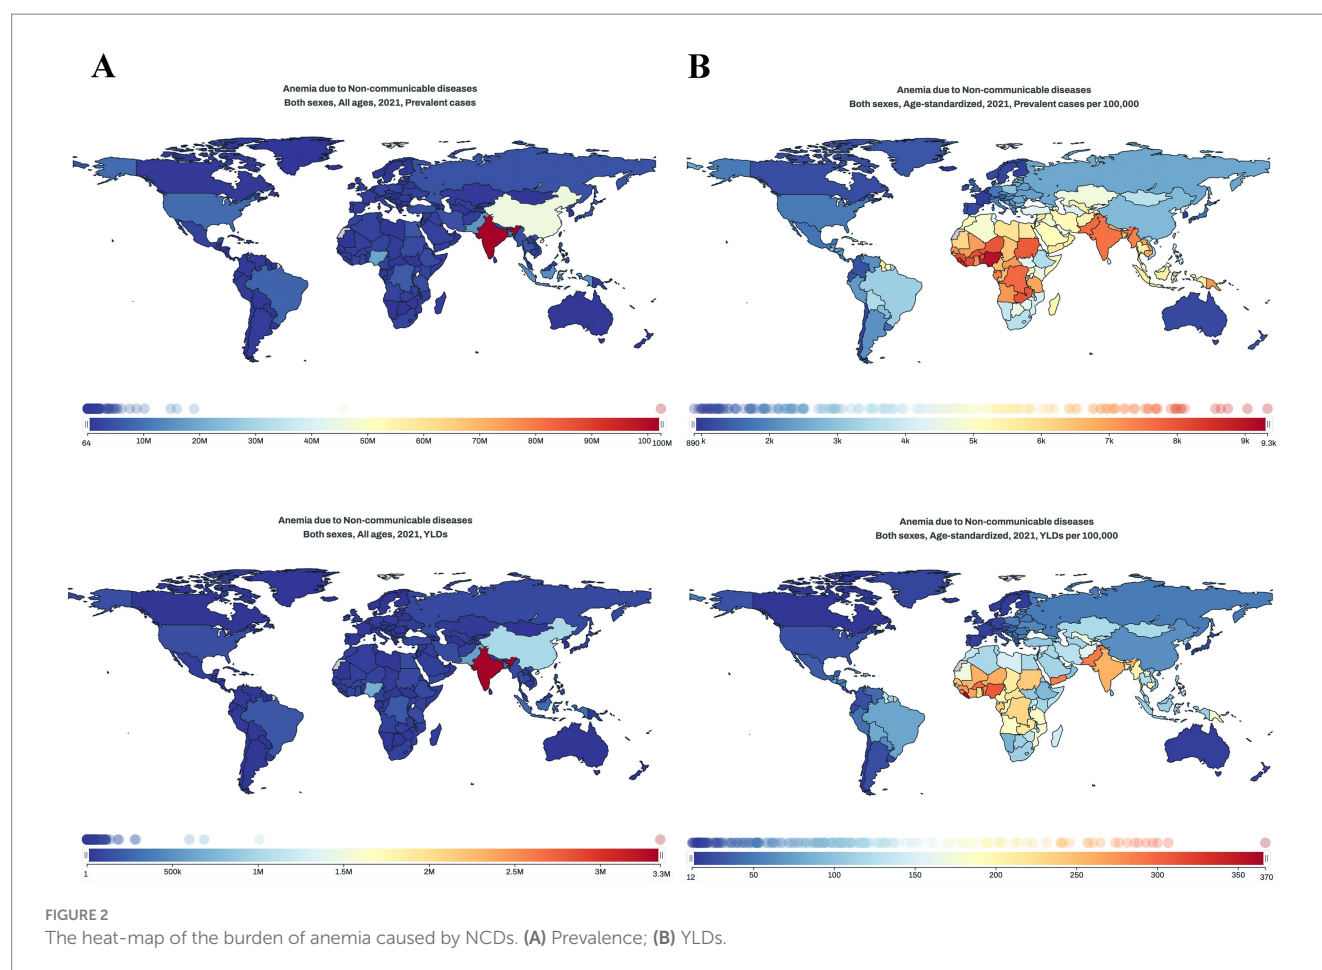 A
Anemia due to Non-communicable diseases
Both sexes, All ages, 2021, Prevalent cases
64 10M 20M 30M 40M 50M 60M 70M 80M 90M 100 100M
B
Anemia due to Non-communicable diseases
Both sexes, Age-standardized, 2021, Prevalent cases per 100,000
890 k 2k 3k 4k 5k 6k 7k 8k 9k 9.3k
Anemia due to Non-communicable diseases
Both sexes, All ages, 2021, YLDs
1 500k 1M 1.5M 2M 2.5M 3M 3.3M
Anemia due to Non-communicable diseases
Both sexes, Age-standardized, 2021, YLDs per 100,000
12 50 100 150 200 250 300 350 370
FIGURE 2
The heat-map of the burden of anemia caused by NCDs. (A) Prevalence; (B) YLDs.